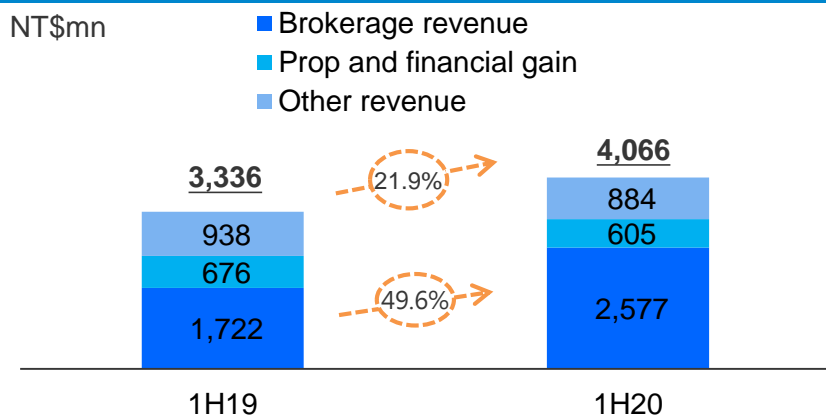 NT$mn
Brokerage revenue
Prop and financial gain
Other revenue
3,336
21.9%
4,066
938
884
676
605
1,722
49.6%
2,577
1H19
1H20